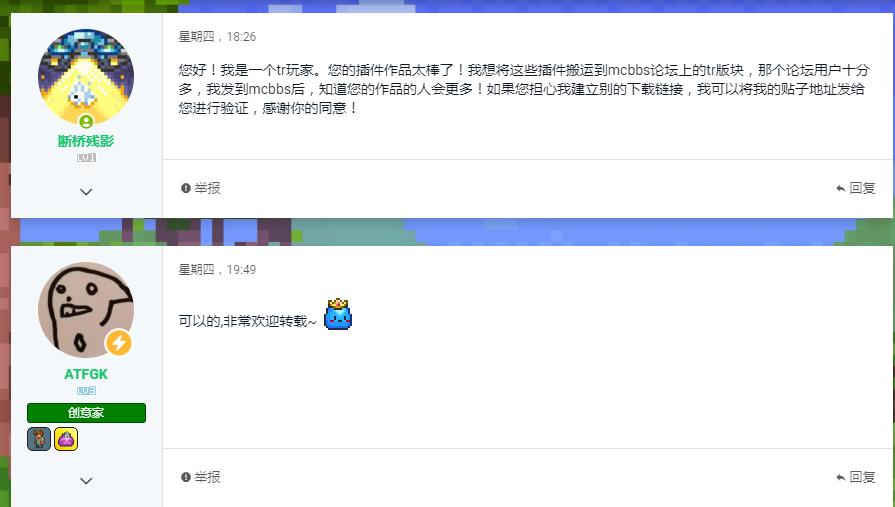 星期四，18:26
您好！我是一个tr玩家。您的插件作品太棒了！我想将这些插件搬运到mcbbs论坛上的tr版块，那个论坛用户十分
多，我发到mcbbs后，知道您的作品的人会更多！如果您担心我建立别的下载链接，我可以将我的贴子地址发给
您进行验证，感谢你的同意！
断桥残影
LV.1
举报
回复
星期四，19:49
可以的,非常欢迎转载~
ATFGK
LV.3
创意家
举报
回复